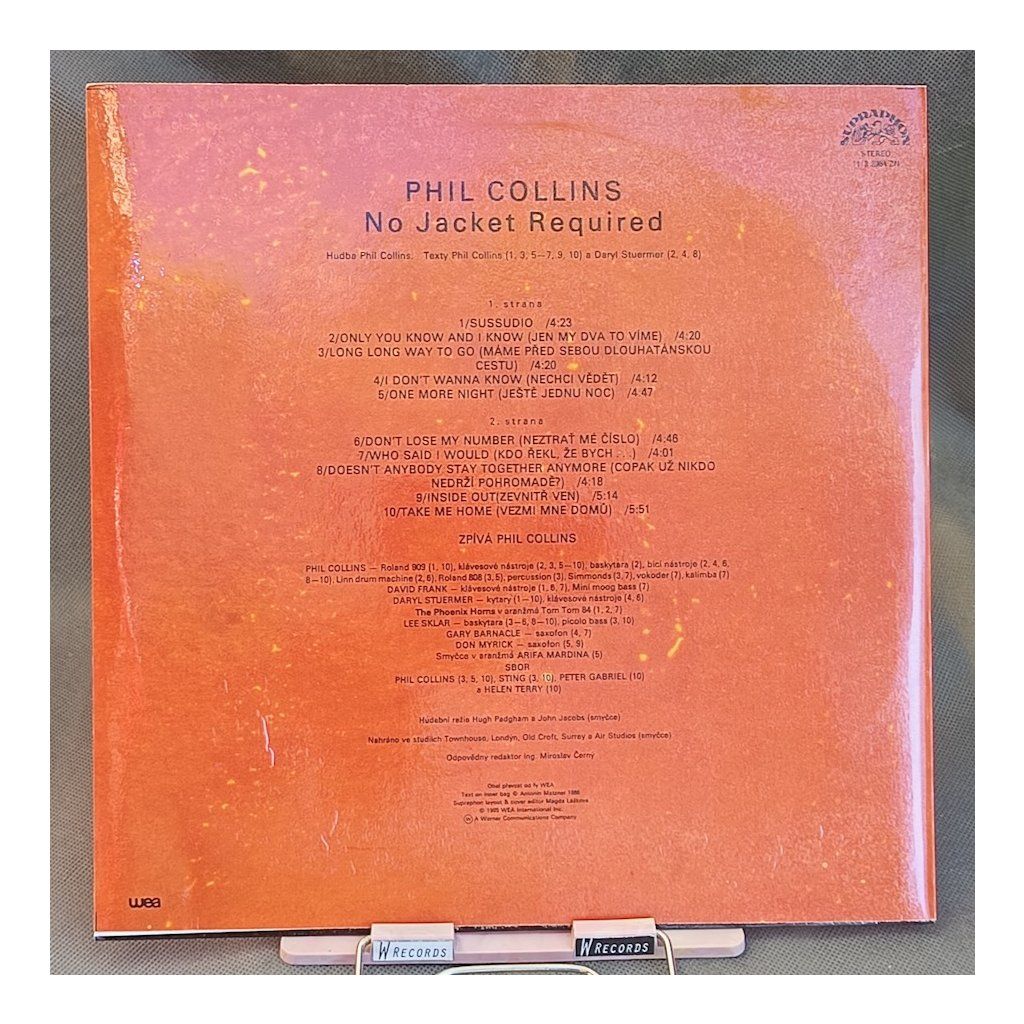 SUPRAPHON
STEREO
PHIL COLLINS
No Jacket Required
Hudba Phil Collins. Texty Phil Collins (1, 3, 5—7, 9, 10) a Daryl Stuermer (2, 4, 8)
1. strana
1/SUSSUDIO /4:23
2/ONLY YOU KNOW AND I KNOW (JEN MY DVA TO VÍME) /4:20
3/LONG LONG WAY TO GO (MÁME PŘED SEBOU DLOUHATÁNSKOU
CESTU) /4:20
4/I DON'T WANNA KNOW (NECHCI VĚDĚT) /4:12
5/ONE MORE NIGHT (JEŠTĚ JEDNU NOC) /4:47
2. strana
6/DON'T LOSE MY NUMBER (NEZTRAŤ MÉ ČÍSLO) /4:46
7/WHO SAID I WOULD (KDO ŘEKL, ŽE BYCH . . .) /4:01
8/DOESN'T ANYBODY STAY TOGETHER ANYMORE (COPAK UŽ NIKDO
NEDRŽÍ POHROMADĚ?) /4:18
9/INSIDE OUT(ZEVNITŘ VEN) /5:14
10/TAKE ME HOME (VEZMI MNE DOMŮ) /5:51
ZPÍVÁ PHIL COLLINS
PHIL COLLINS — Roland 909 (1, 10), klávesové nástroje (2, 3, 5—10), baskytara (2), bicí nástroje (2, 4, 6,
8—10), Linn drum machine (2, 6), Roland 808 (3, 5), percussion (3), Simmonds (3, 7), vokoder (7), kalimba (7)
DAVID FRANK — klávesové nástroje (1, 6, 7), Mini moog bass (7)
DARYL STUERMER — kytary (1—10), klávesové nástroje (4, 6)
The Phoenix Horns v aranžmá Tom Tom 84 (1, 2, 7)
LEE SKLAR — baskytara (3—6, 8—10), picolo bass (3, 10)
GARY BARNACLE — saxofon (4, 7)
DON MYRICK — saxofon (5, 9)
Smyčce v aranžmá ARIFA MARDINA (5)
SBOR
PHIL COLLINS (3, 5, 10), STING (3, 10), PETER GABRIEL (10)
a HELEN TERRY (10)
Hudební režie Hugh Padgham a John Jacobs (smyčce)
Nahráno ve studiích Townhouse, Londýn, Old Croft, Surrey a Air Studios (smyčce)
Odpovědný redaktor ing. Miroslav Černý
Obal převzat od fy WEA
Text on inner bag © Antonín Matzner 1986
Supraphon layout & cover editor Magda
© 1985 WEA International Inc.
W A Warner Communications Company
wea
W RECORDS
W RECORDS